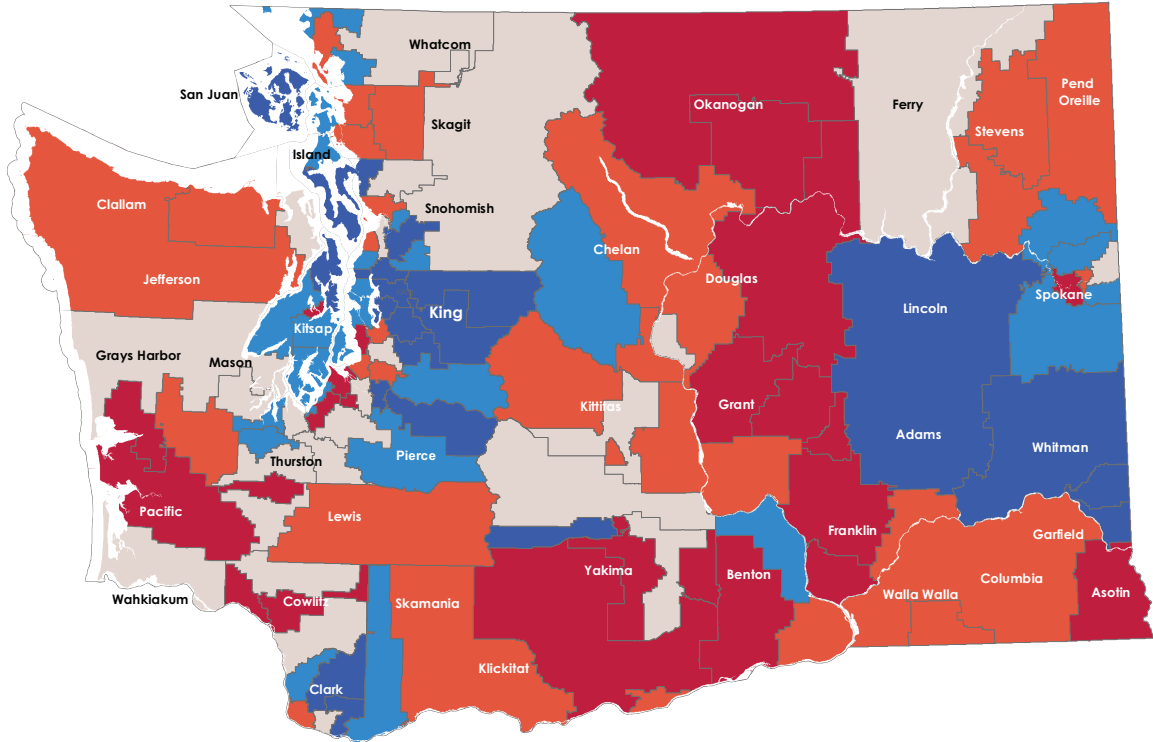 Whatcom
San Juan
Okanogan
Ferry
Pend
Oreille
Skagit
Stevens
Island
Clallam
Snohomish
Chelan
Jefferson
Douglas
Spokane
King
Lincoln
Kitsap
Grays Harbor
Mason
Kittitas
Grant
Adams
Whitman
Pierce
Thurston
Pacific
Lewis
Franklin
Garfield
Yakima
Benton
Columbia
Walla Walla
Asotin
Wahkiakum
Cowlitz
Skamania
Klickitat
Clark